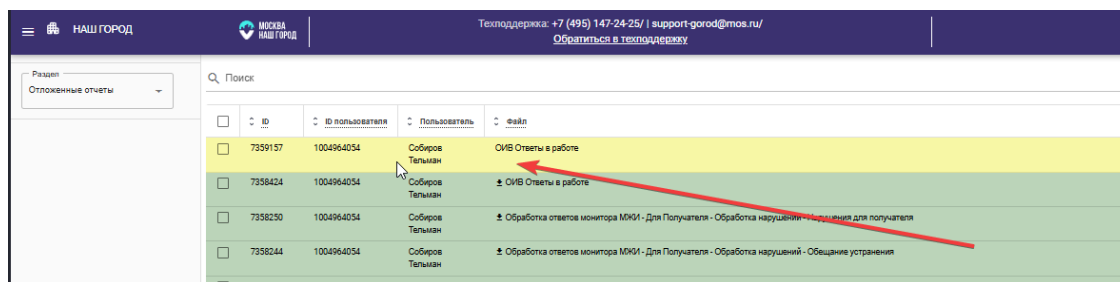 НАШ ГОРОД
МОСКВА
НАШ ГОРОД
Техподдержка: +7 (495) 147-24-25/ | support-gorod@mos.ru/
Обратиться в техподдержку
Раздел
Отложенные отчеты
Поиск
ID ID пользователя Пользователь Файл
7359157 1004964054 Собиров
Тельман ОИВ Ответы в работе
7358424 1004964054 Собиров
Тельман ОИВ Ответы в работе
7358250 1004964054 Собиров
Тельман Обработка ответов монитора МЖИ - Для Получателя - Обработка нарушений - Нарушения для получателя
7358244 1004964054 Собиров
Тельман Обработка ответов монитора МЖИ - Для Получателя - Обработка нарушений - Обещание устранения